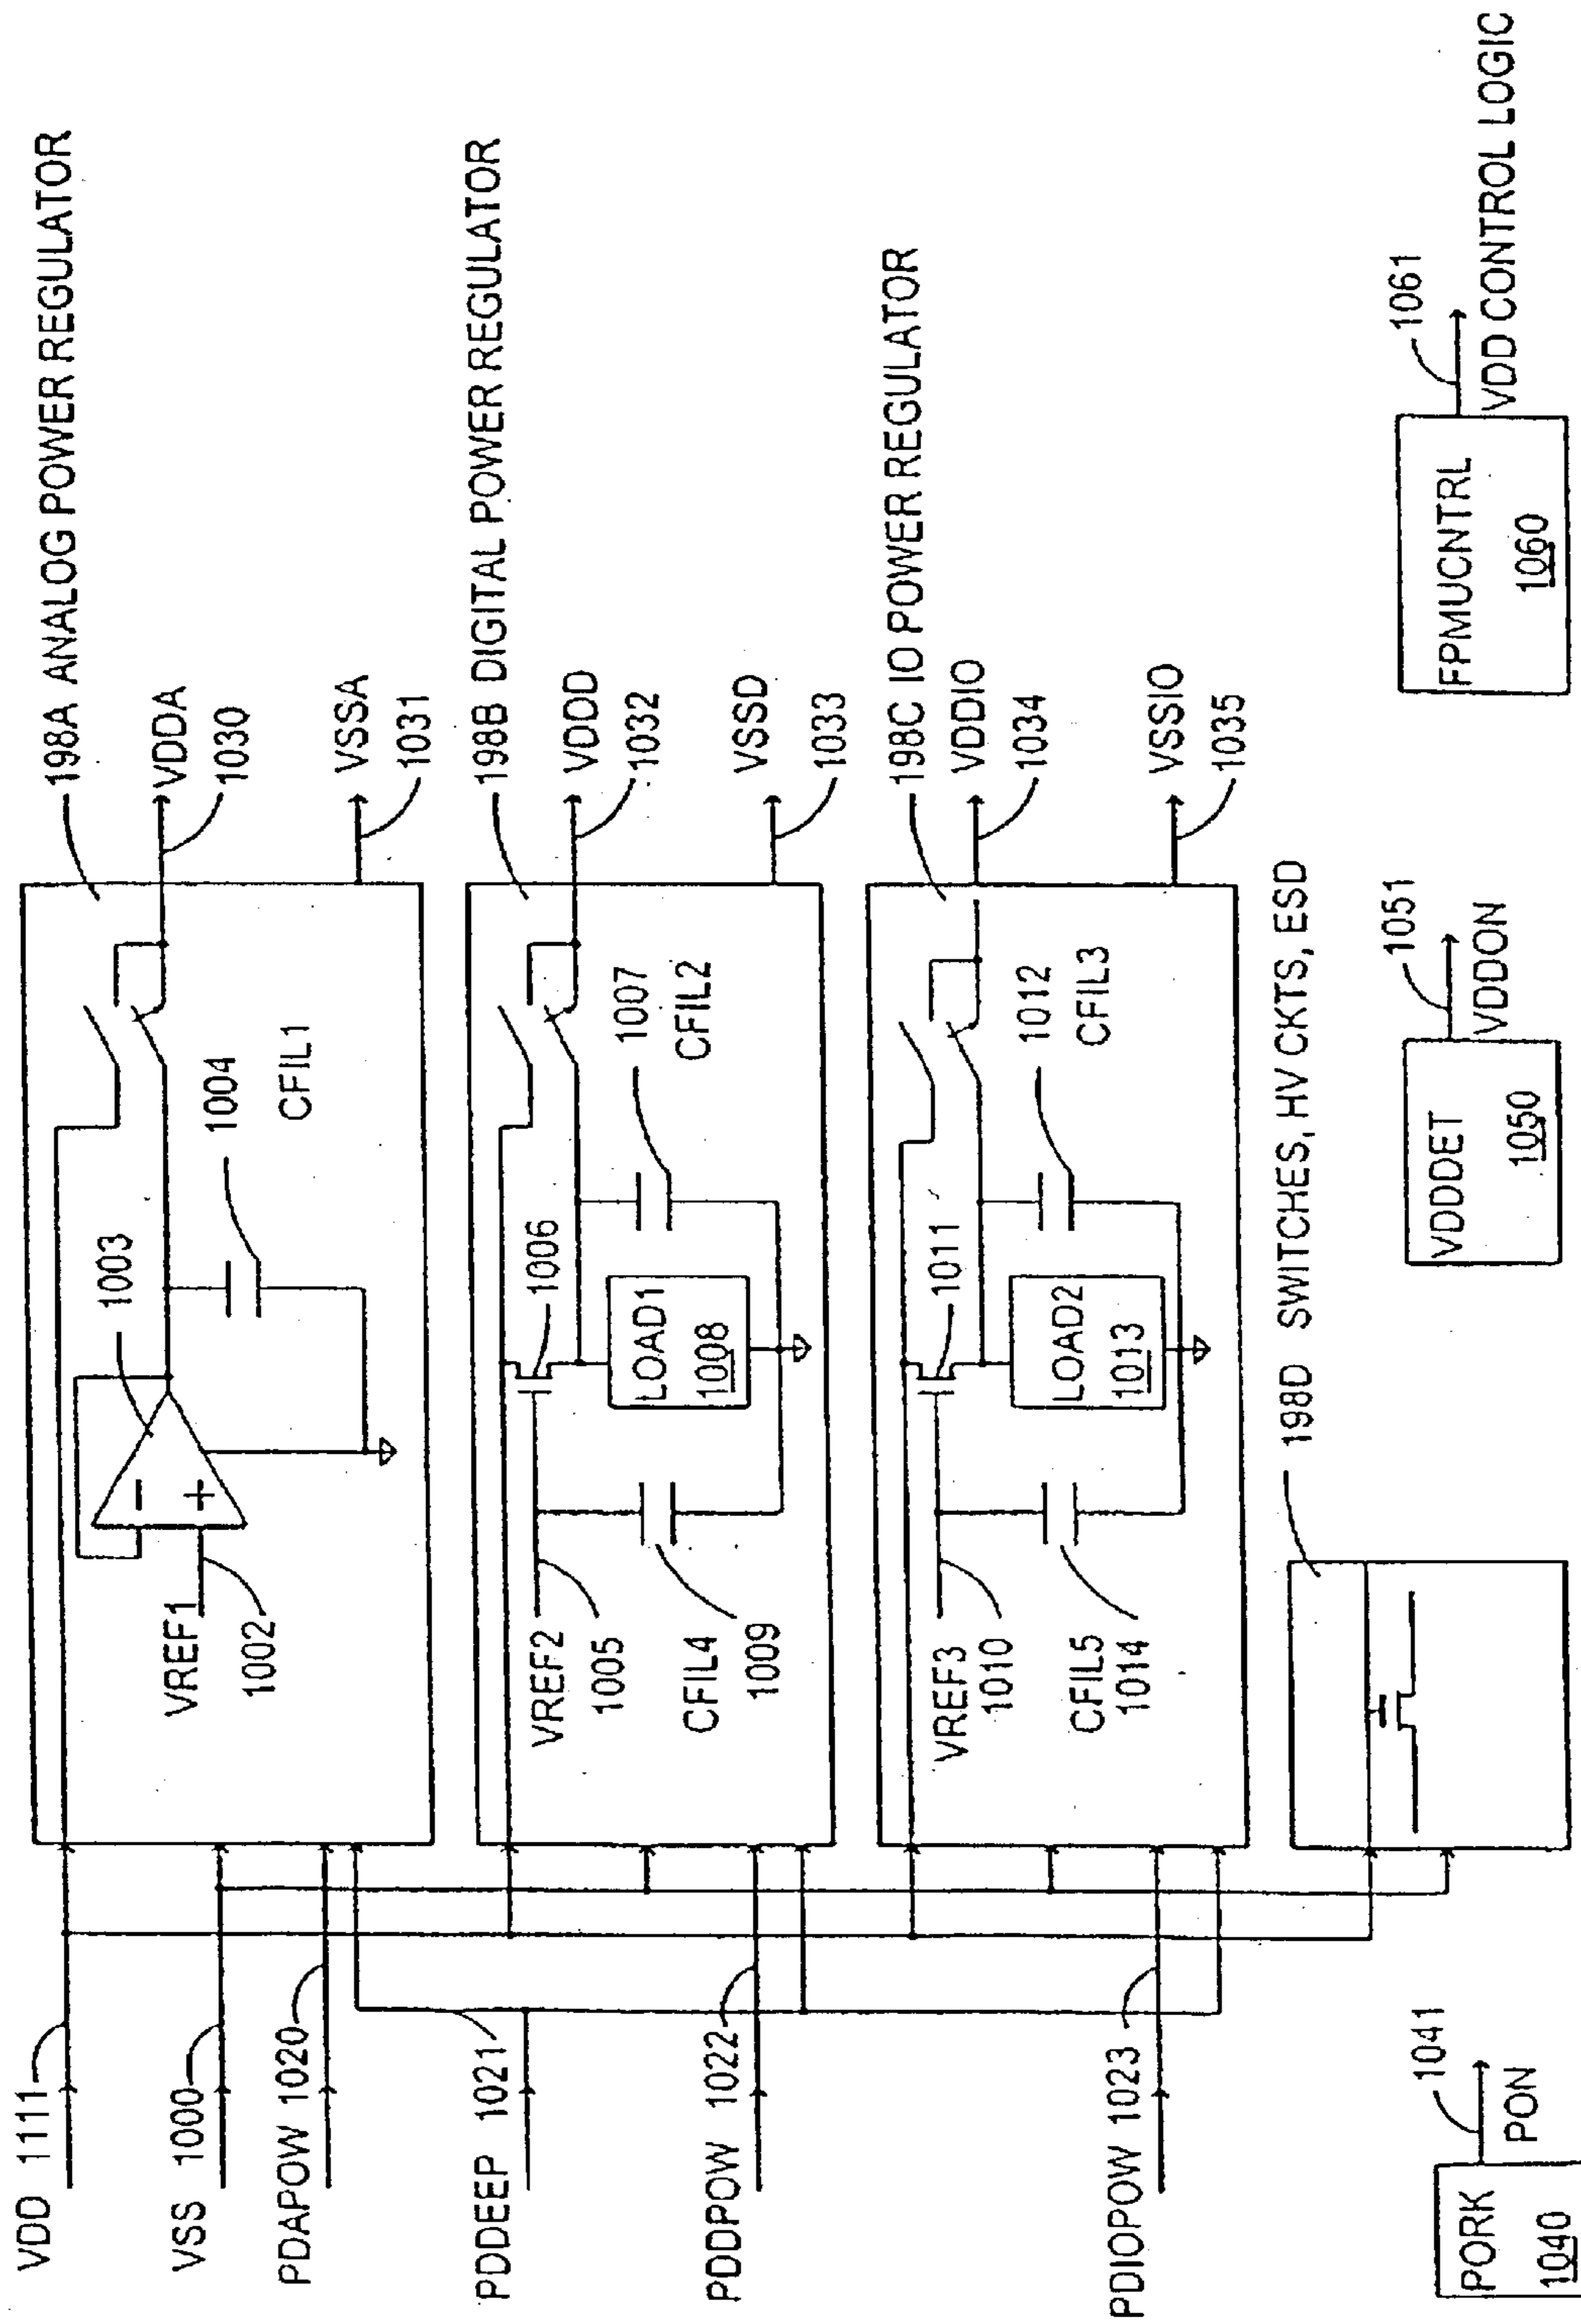 VDD 1111
VSS 1000
PDAPOW 1020
PDDEEP 1021
PDDPOW 1022
PDIOPOW 1023
198A ANALOG POWER REGULATOR
VREF1
1002
1003
1004
CFIL1
VDDA
1030
VSSA
1031
198B DIGITAL POWER REGULATOR
VREF2
1005
CFIL4
1009
1006
LOAD1
1008
1007
CFIL2
VDDD
1032
VSSD
1033
198C IO POWER REGULATOR
VREF3
1010
CFIL5
1014
1011
LOAD2
1013
1012
CFIL3
VDDIO
1034
VSSIO
1035
198D SWITCHES, HV CKTS, ESD
PORK
1040
1041
PON
VDDDET
1050
1051
VDDON
FPMUCNTRL
1060
1061
VDD CONTROL LOGIC